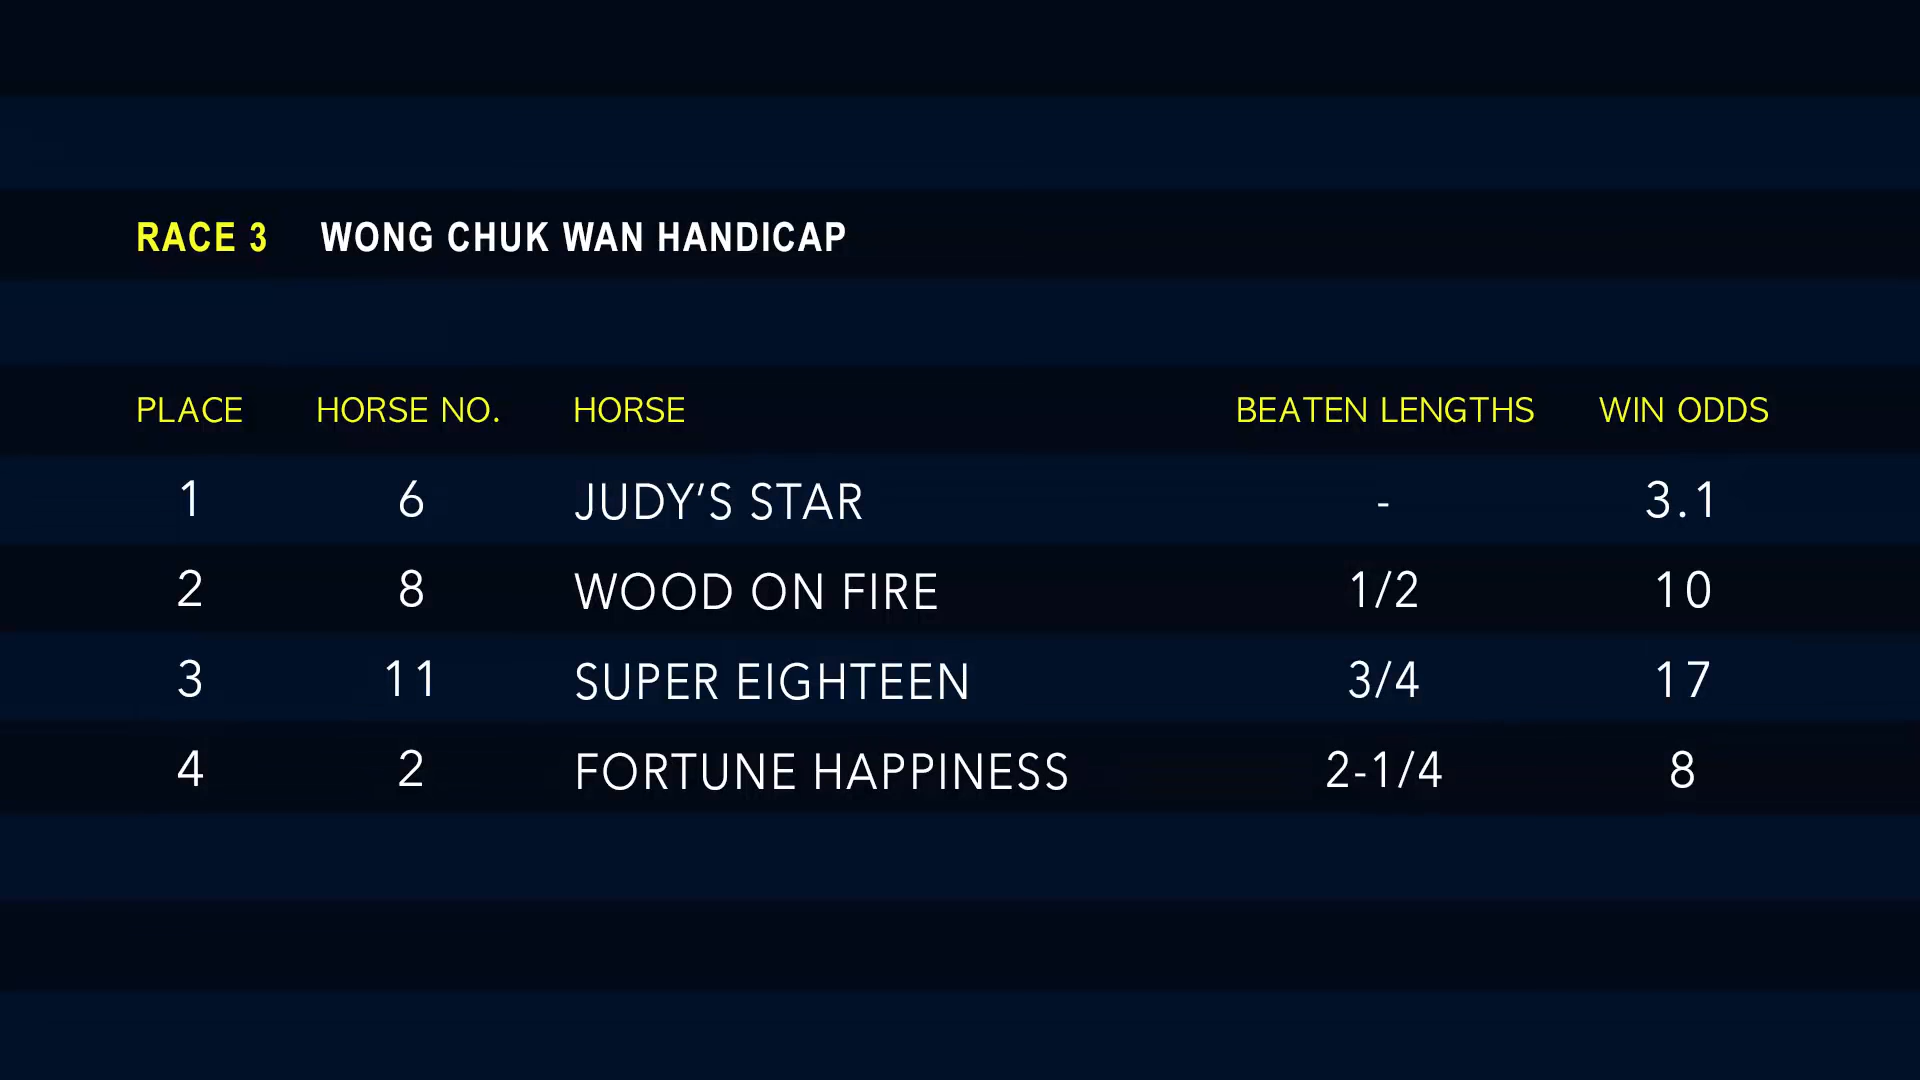 RACE 3 WONG CHUK WAN HANDICAP
PLACE HORSE NO. HORSE BEATEN LENGTHS WIN ODDS
1 6 JUDY'S STAR - 3.1
2 8 WOOD ON FIRE 1/2 10
3 11 SUPER EIGHTEEN 3/4 17
4 2 FORTUNE HAPPINESS 2-1/4 8